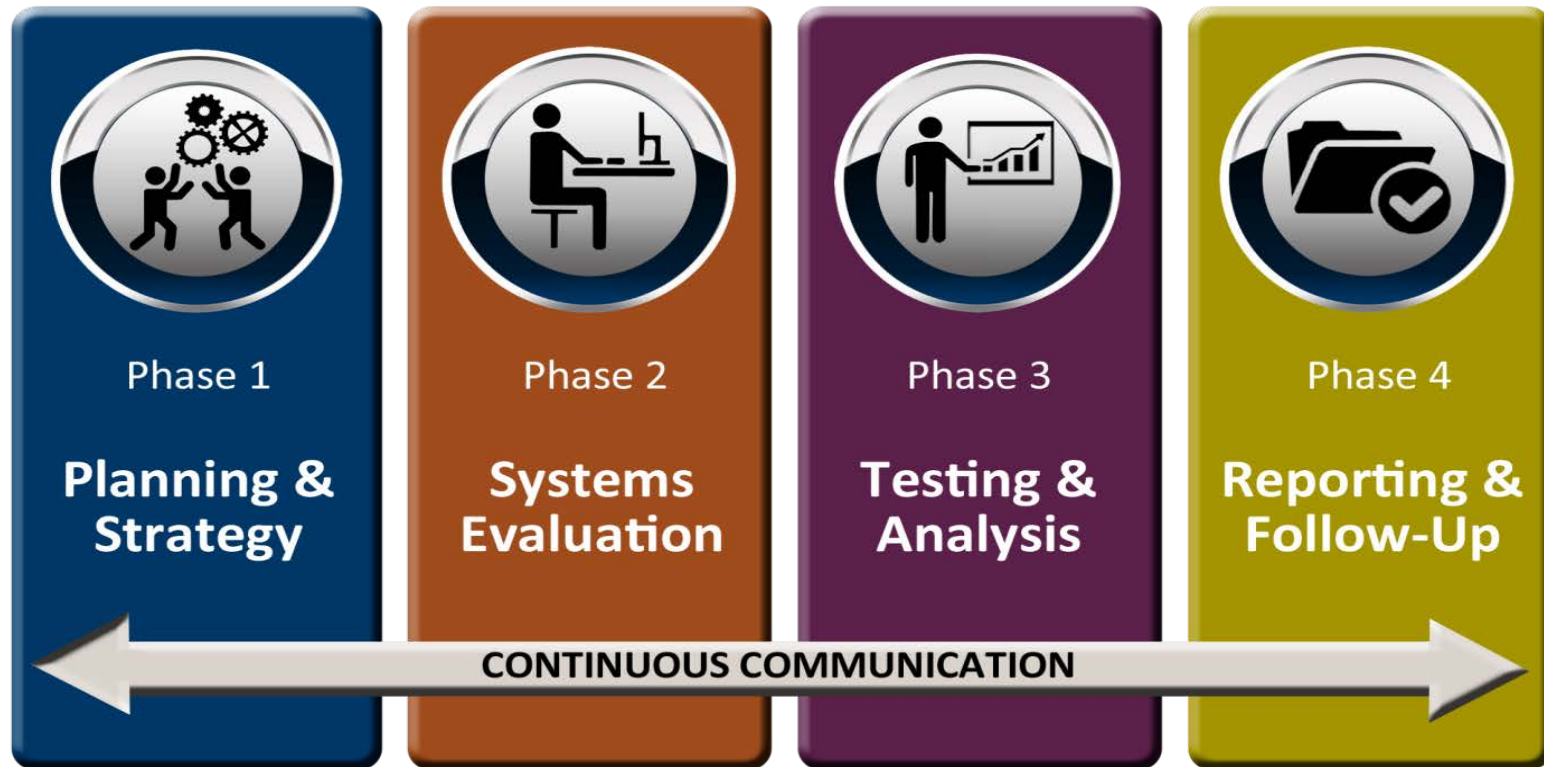 Phase 1
Planning &
Strategy
Phase 2
Systems
Evaluation
Phase 3
Testing &
Analysis
Phase 4
Reporting &
Follow-Up
CONTINUOUS COMMUNICATION